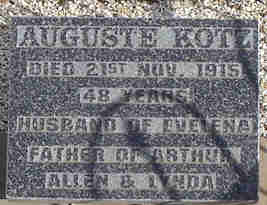 AUGUSTE KOTZ
DIED 21ST NOV. 1915
48 YEARS
HUSBAND OF EVELENA
FATHER OF ARTHUR
ALLEN & LYNDA